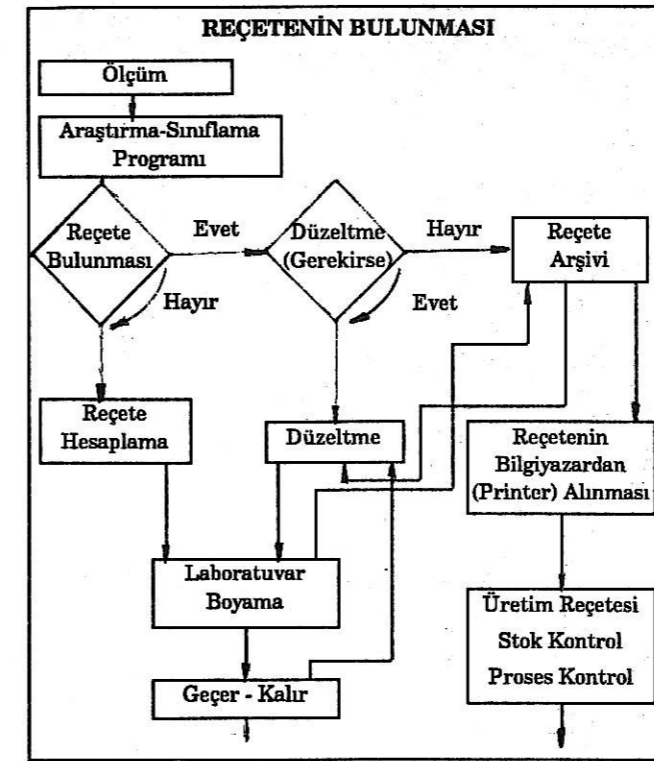 REÇETENİN BULUNMASI
Ölçüm
Araştırma-Sınıflama
Programı
Reçete
Bulunması
Evet
Hayır
Düzeltme
(Gerekirse)
Hayır
Evet
Reçete
Arşivi
Reçete
Hesaplama
Düzeltme
Reçetenin
Bilgiyazardan
(Printer) Alınması
Laboratuvar
Boyama
Geçer - Kalır
Üretim Reçetesi
Stok Kontrol
Proses Kontrol